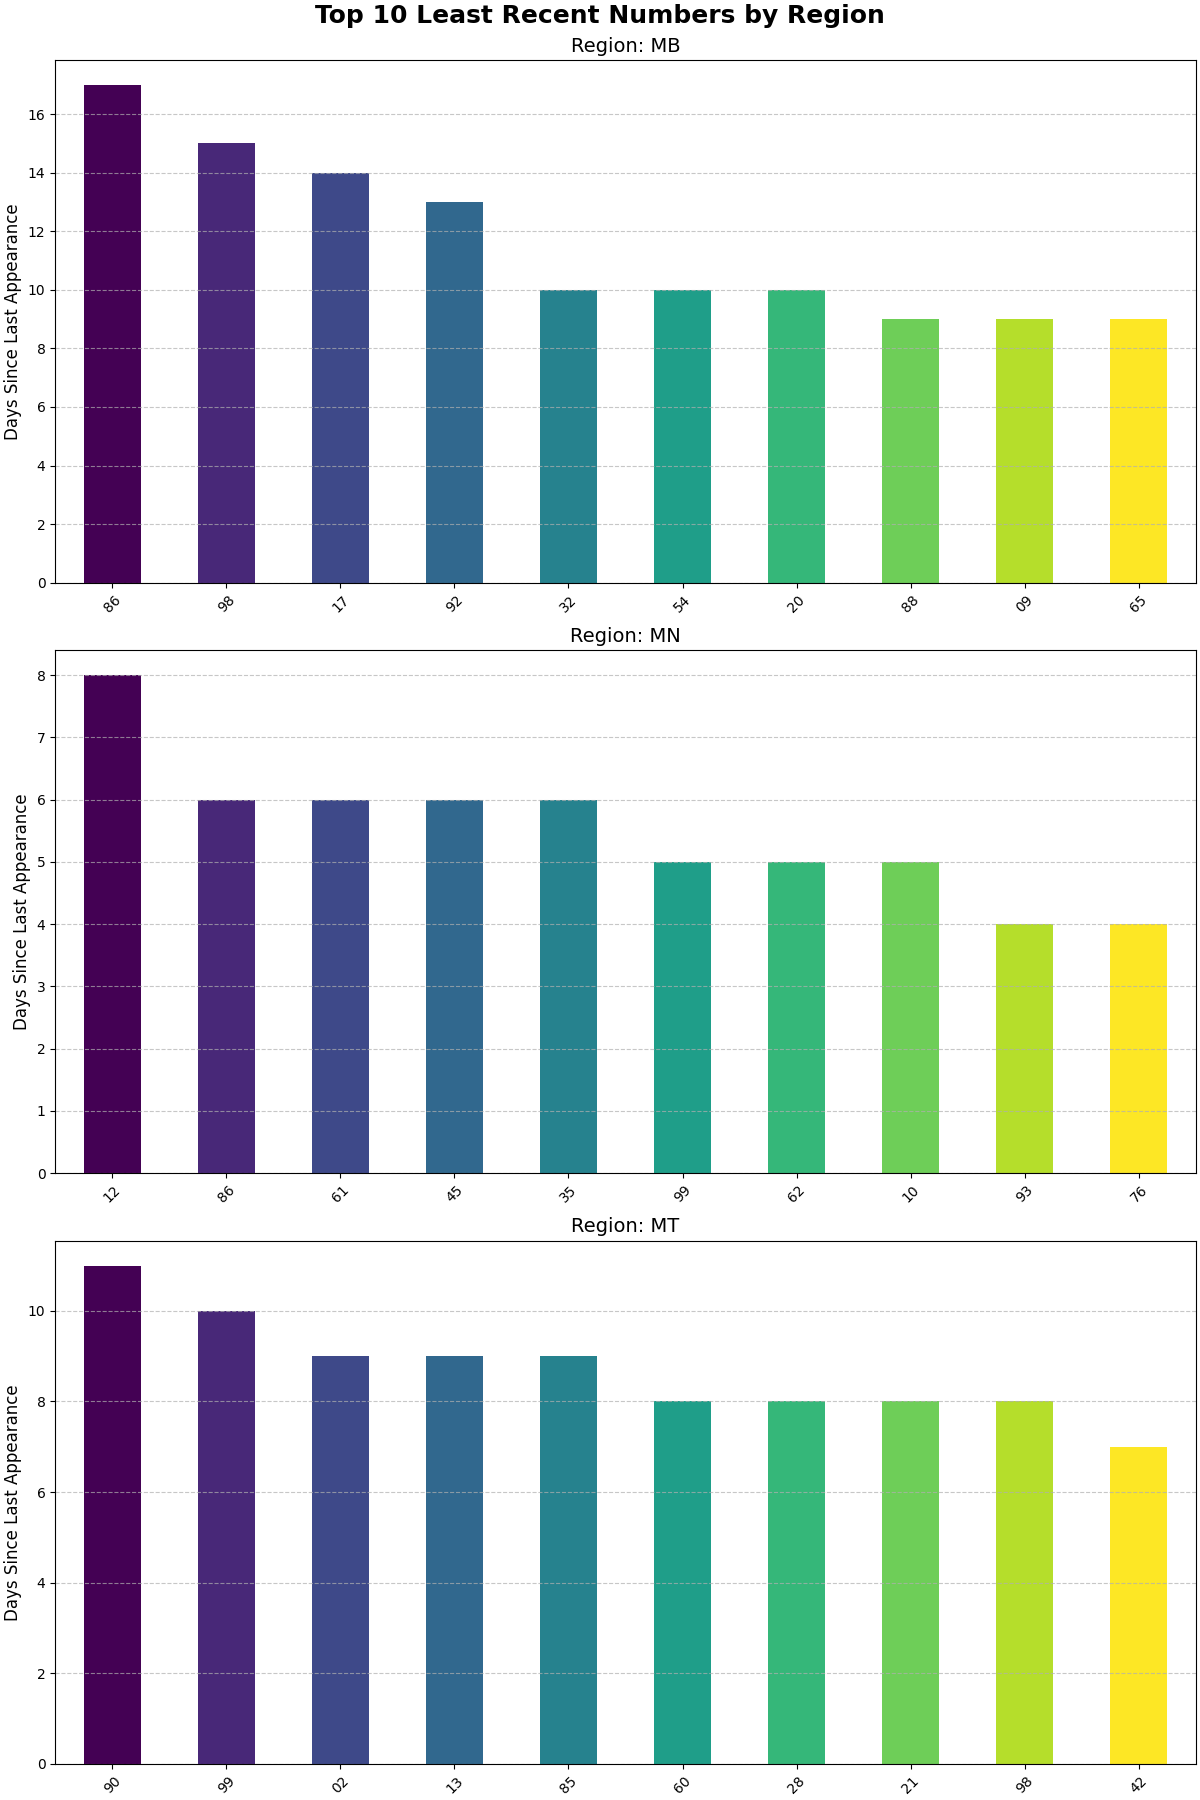 Top 10 Least Recent Numbers by Region
Region: MB
Days Since Last Appearance
16
14
12
10
8
6
4
2
0
86 98 17 92 32 54 20 88 09 65
Region: MN
Days Since Last Appearance
8
7
6
5
4
3
2
1
0
12 86 61 45 35 99 62 10 93 76
Region: MT
Days Since Last Appearance
10
8
6
4
2
0
90 99 02 13 85 60 28 21 98 42